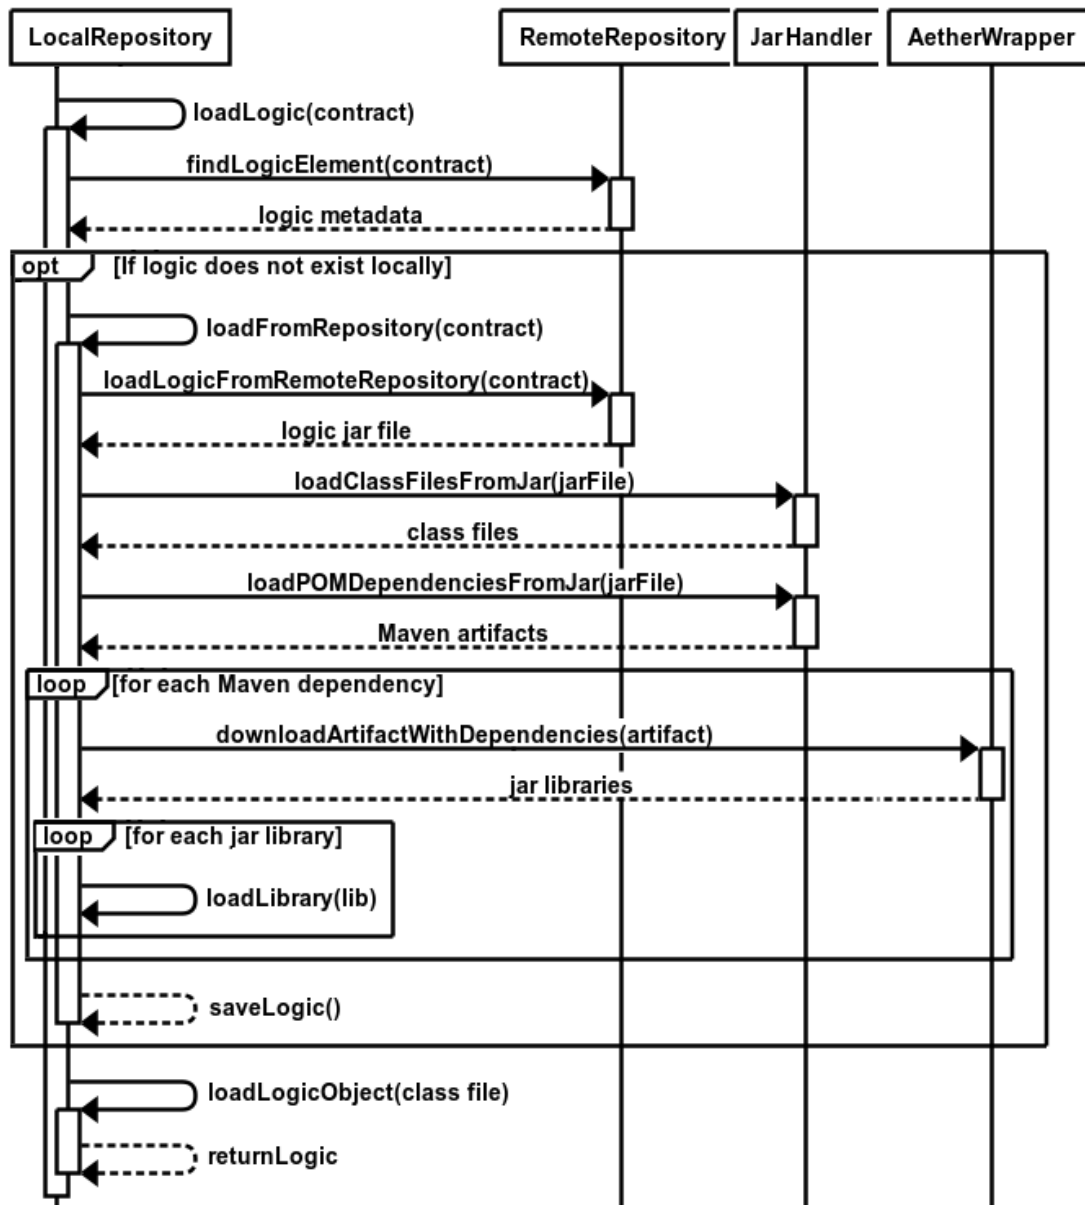 LocalRepository
RemoteRepository
JarHandler
AetherWrapper
loadLogic(contract)
findLogicElement(contract)
logic metadata
opt
[If logic does not exist locally]
loadFromRepository(contract)
loadLogicFromRemoteRepository(contract)
logic jar file
loadClassFilesFromJar(jarFile)
class files
loadPOMDependenciesFromJar(jarFile)
Maven artifacts
loop
[for each Maven dependency]
downloadArtifactWithDependencies(artifact)
jar libraries
loop
[for each jar library]
loadLibrary(lib)
saveLogic()
loadLogicObject(class file)
returnLogic